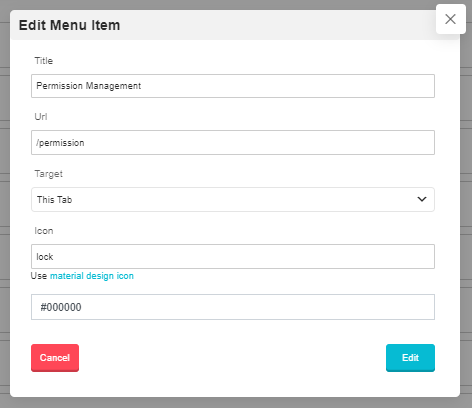 Edit Menu Item
Title
Permission Management
Url
/permission
Target
This Tab
Icon
lock
Use material design icon
#000000
Cancel
Edit